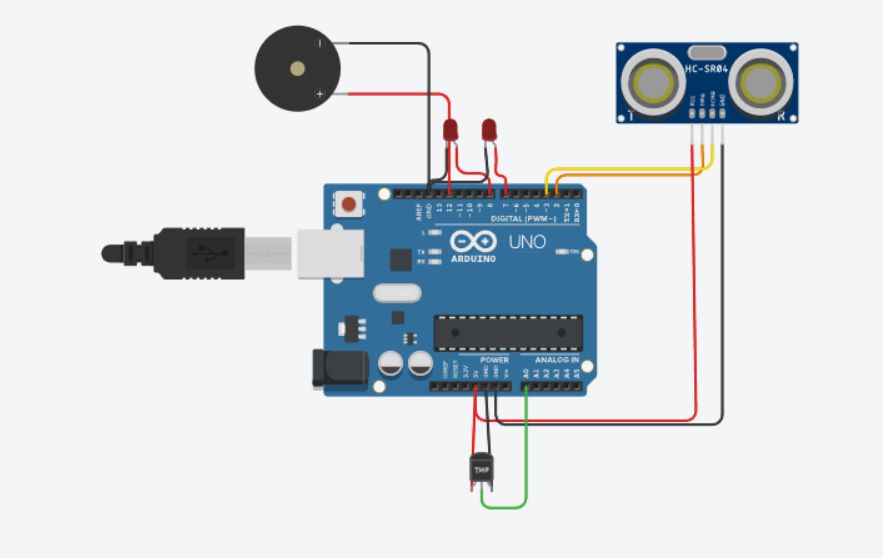 HC-SR04
VCC
TRIG
ECHO
GND
T
R
AREF
GND
13
12
~11
~10
~9
8
7
~6
~5
4
~3
2
TX→1
RX←0
DIGITAL (PWM~)
L
TX
RX
UNO
ARDUINO
ON
POWER
ANALOG IN
IOREF
RESET
3.3V
5V
GND
GND
Vin
A0
A1
A2
A3
A4
A5
TMP